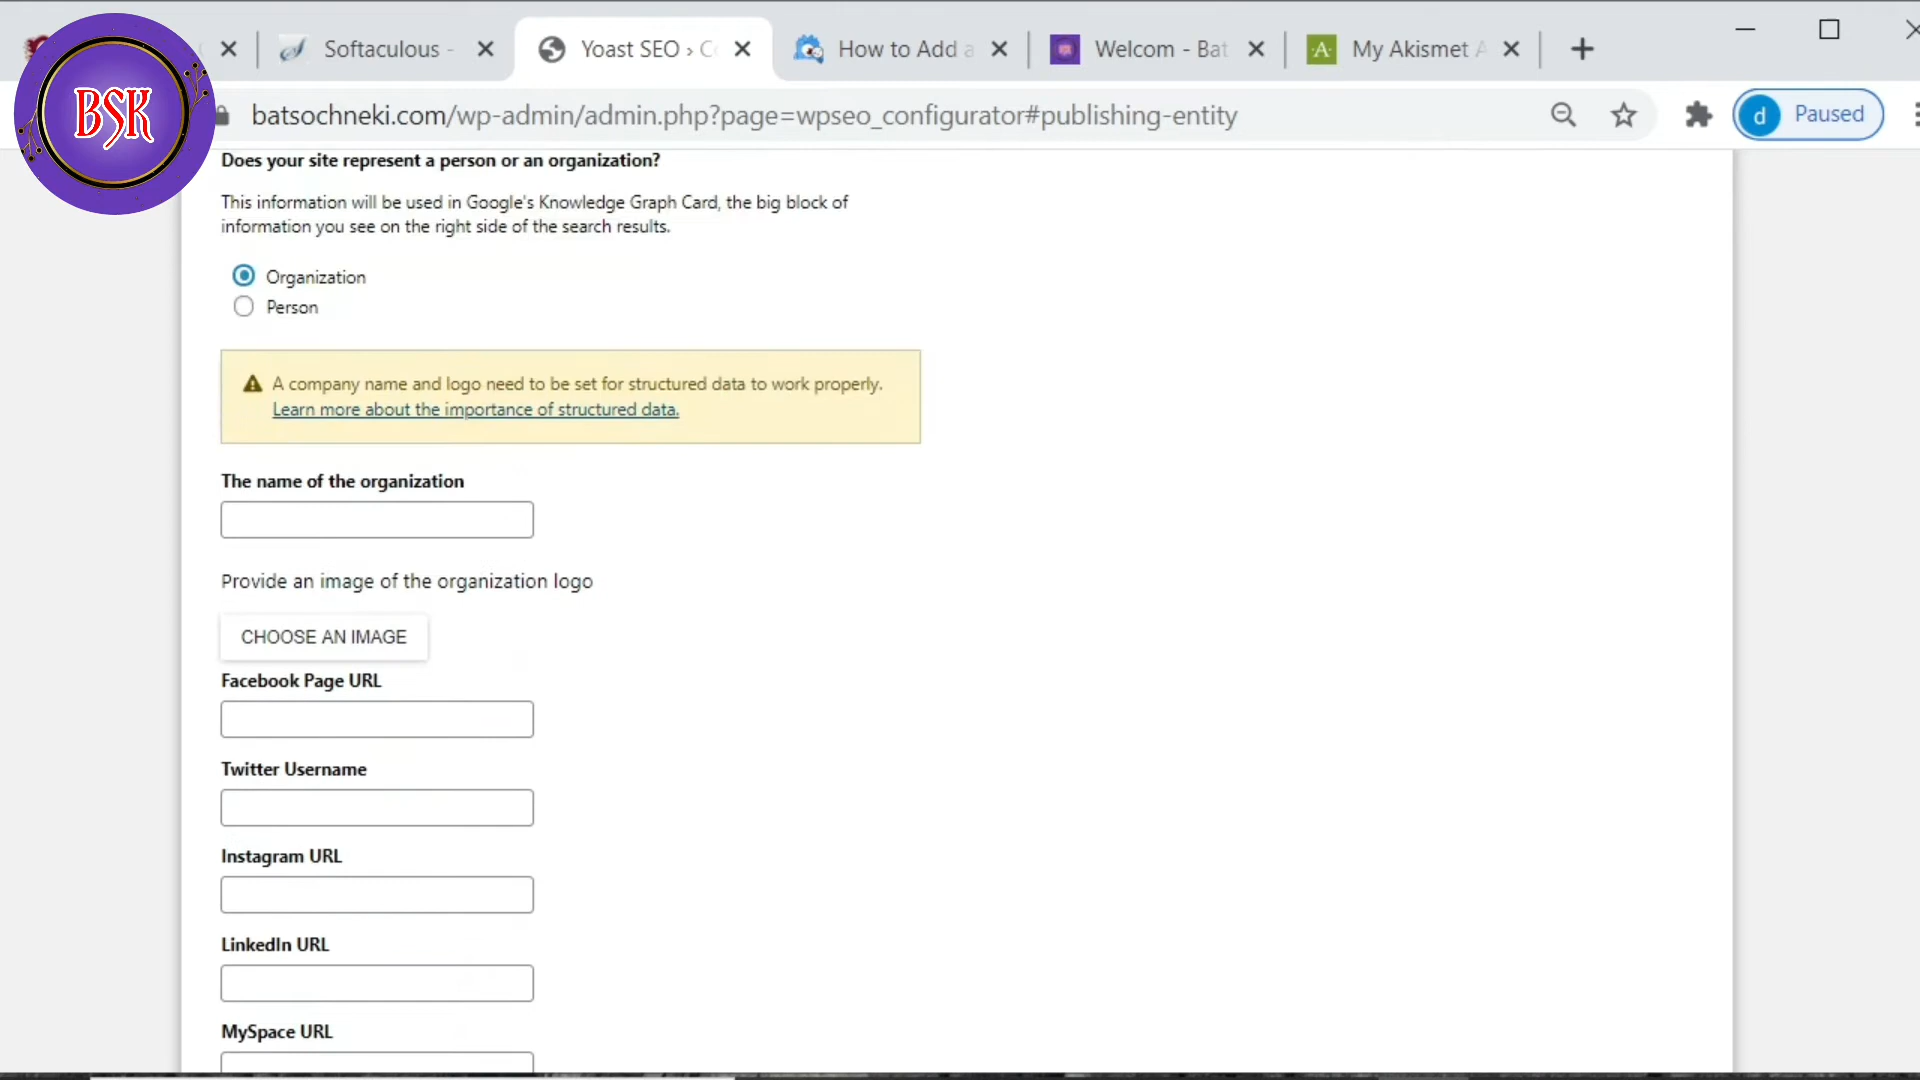 BSK
Softaculous -
Yoast SEO › C
How to Add a
Welcom - Bat
My Akismet A
batsochneki.com/wp-admin/admin.php?page=wpseo_configurator#publishing-entity
d Paused
Does your site represent a person or an organization?
This information will be used in Google's Knowledge Graph Card, the big block of
information you see on the right side of the search results.
Organization
Person
A company name and logo need to be set for structured data to work properly.
Learn more about the importance of structured data.
The name of the organization
Provide an image of the organization logo
CHOOSE AN IMAGE
Facebook Page URL
Twitter Username
Instagram URL
LinkedIn URL
MySpace URL